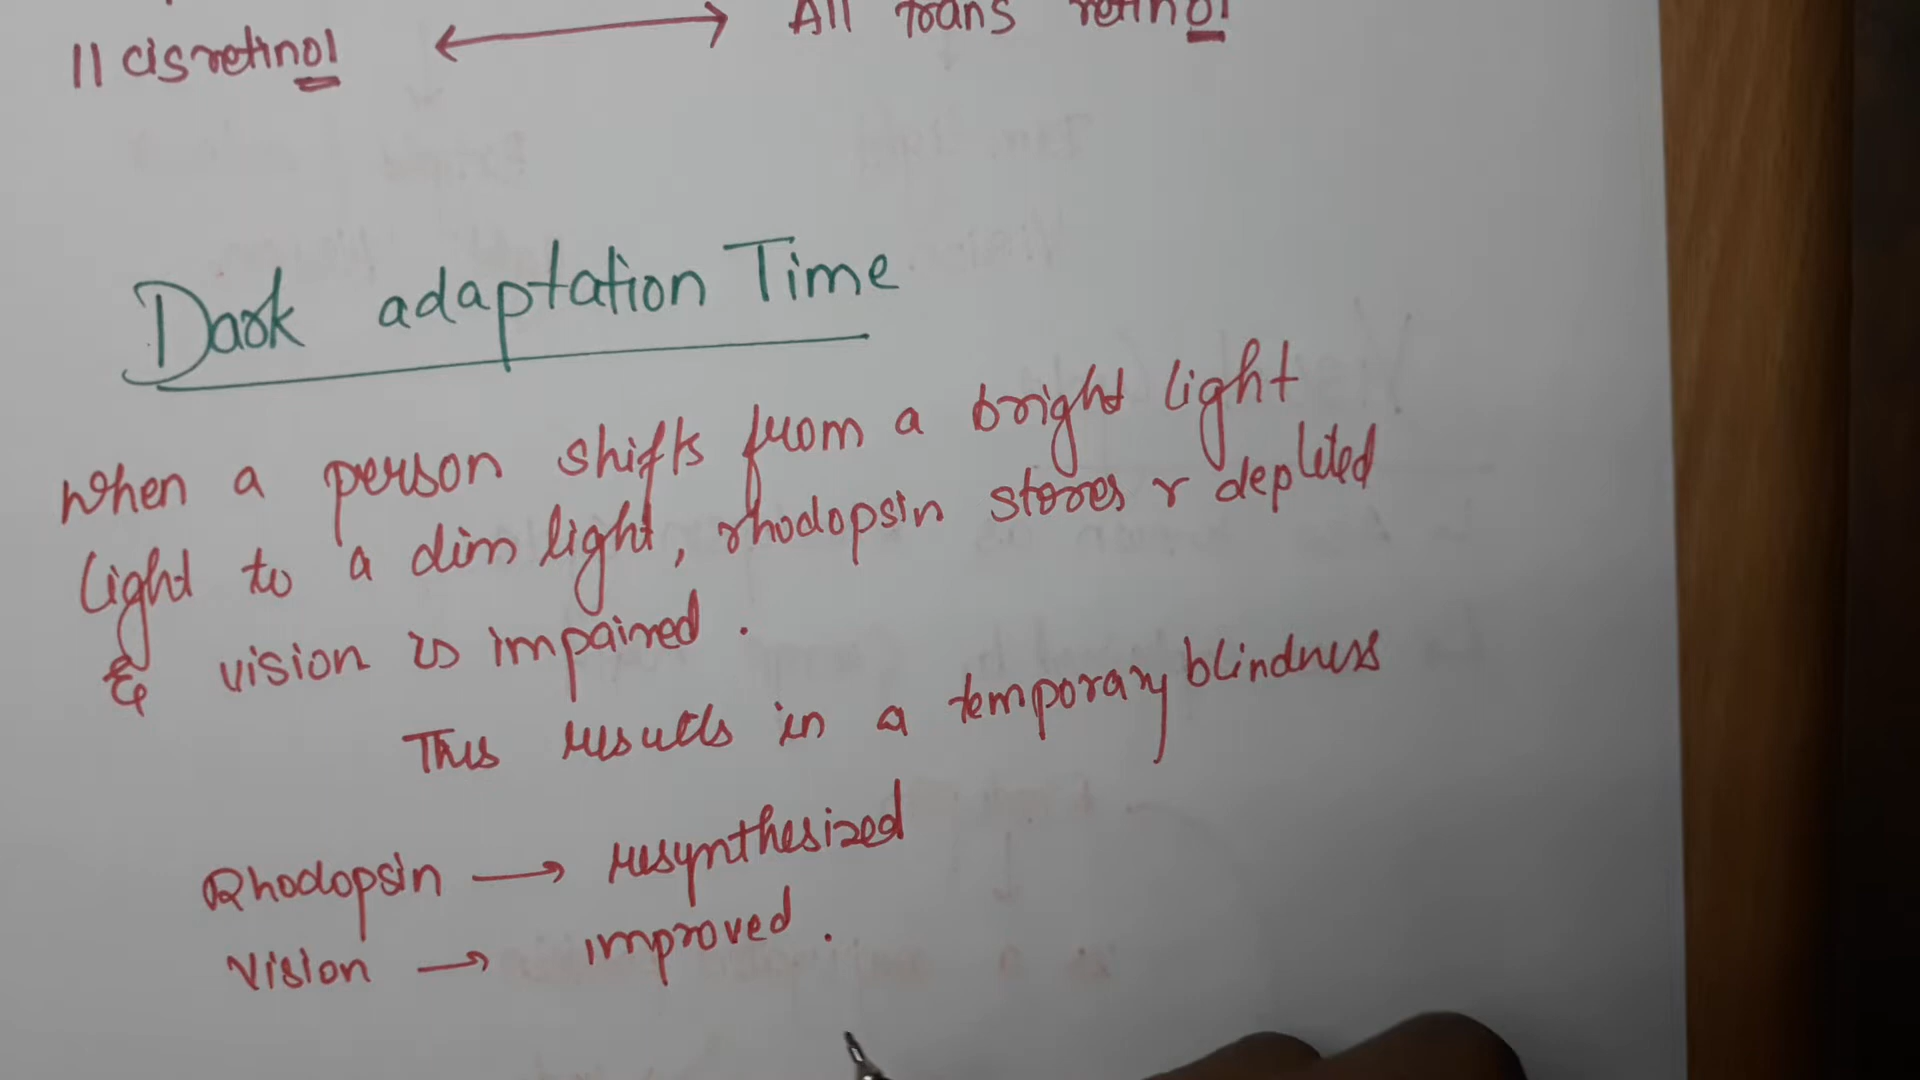 11 cisretinol ⟷ All trans retinol
Dark adaptation Time
When a person shifts from a bright light
light to a dim light, rhodopsin stores r depleted
& vision is impaired.
This results in a temporary blindness
Rhodopsin → resynthesized
Vision → improved.